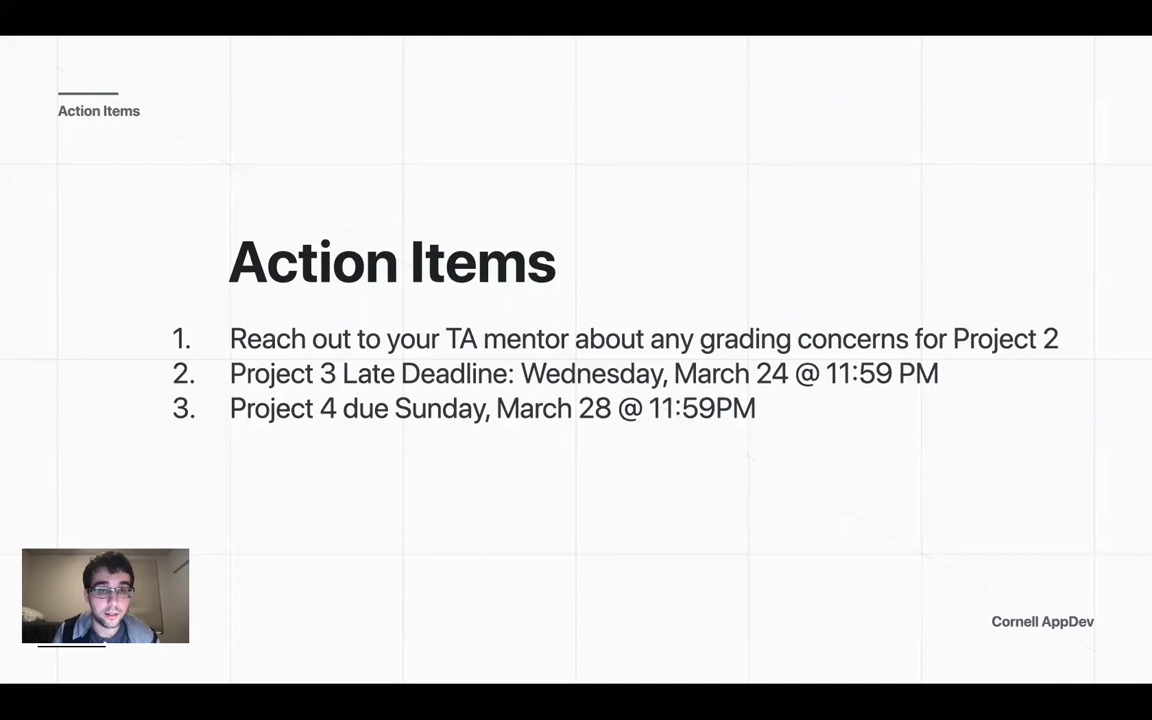 Action Items
Action Items
1. Reach out to your TA mentor about any grading concerns for Project 2
2. Project 3 Late Deadline: Wednesday, March 24 @ 11:59 PM
3. Project 4 due Sunday, March 28 @ 11:59PM
Cornell AppDev